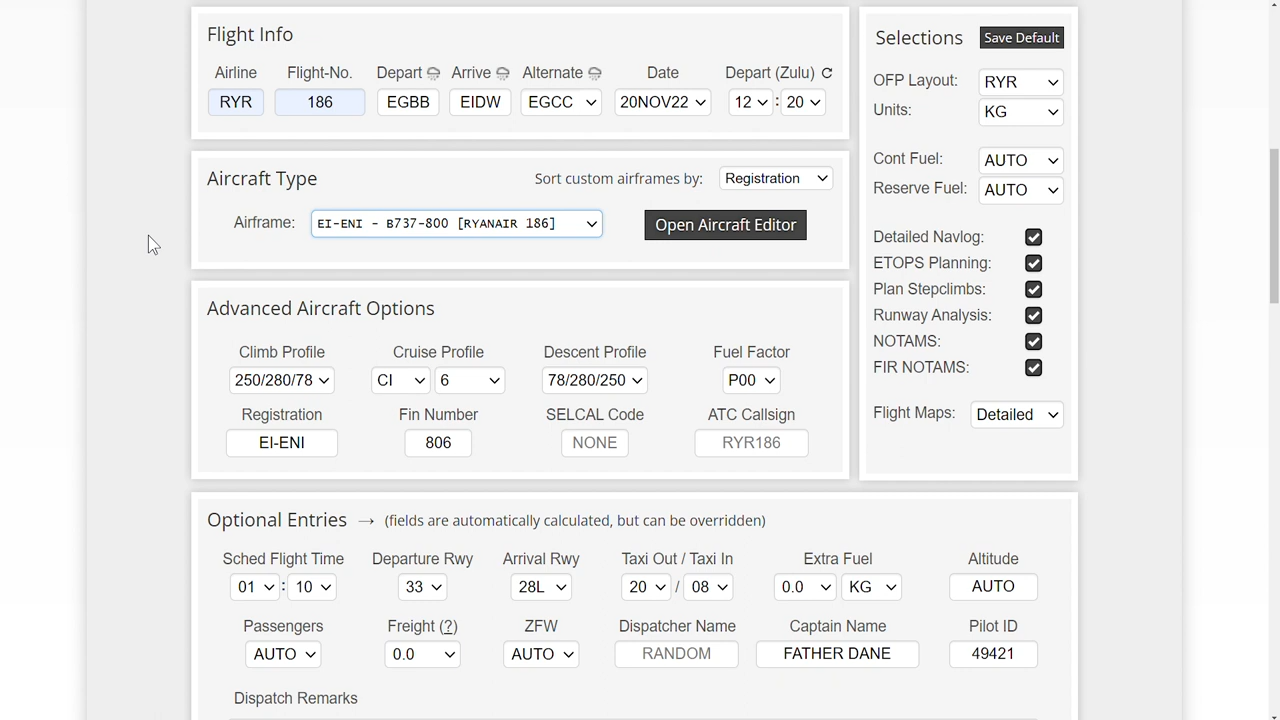 Flight Info
Airline Flight-No. Depart Arrive Alternate Date Depart (Zulu)
RYR 186 EGBB EIDW EGCC 20NOV22 12 : 20
Aircraft Type Sort custom airframes by: Registration
Airframe: EI-ENI - B737-800 [RYANAIR 186] Open Aircraft Editor
Advanced Aircraft Options
Climb Profile Cruise Profile Descent Profile Fuel Factor
250/280/78 CI 6 78/280/250 P00
Registration Fin Number SELCAL Code ATC Callsign
EI-ENI 806 NONE RYR186
Selections Save Default
OFP Layout: RYR
Units: KG
Cont Fuel: AUTO
Reserve Fuel: AUTO
Detailed Navlog:
ETOPS Planning:
Plan Stepclimbs:
Runway Analysis:
NOTAMS:
FIR NOTAMS:
Flight Maps: Detailed
Optional Entries → (fields are automatically calculated, but can be overridden)
Sched Flight Time Departure Rwy Arrival Rwy Taxi Out / Taxi In Extra Fuel Altitude
01 : 10 33 28L 20 / 08 0.0 KG AUTO
Passengers Freight (?) ZFW Dispatcher Name Captain Name Pilot ID
AUTO 0.0 AUTO RANDOM FATHER DANE 49421
Dispatch Remarks